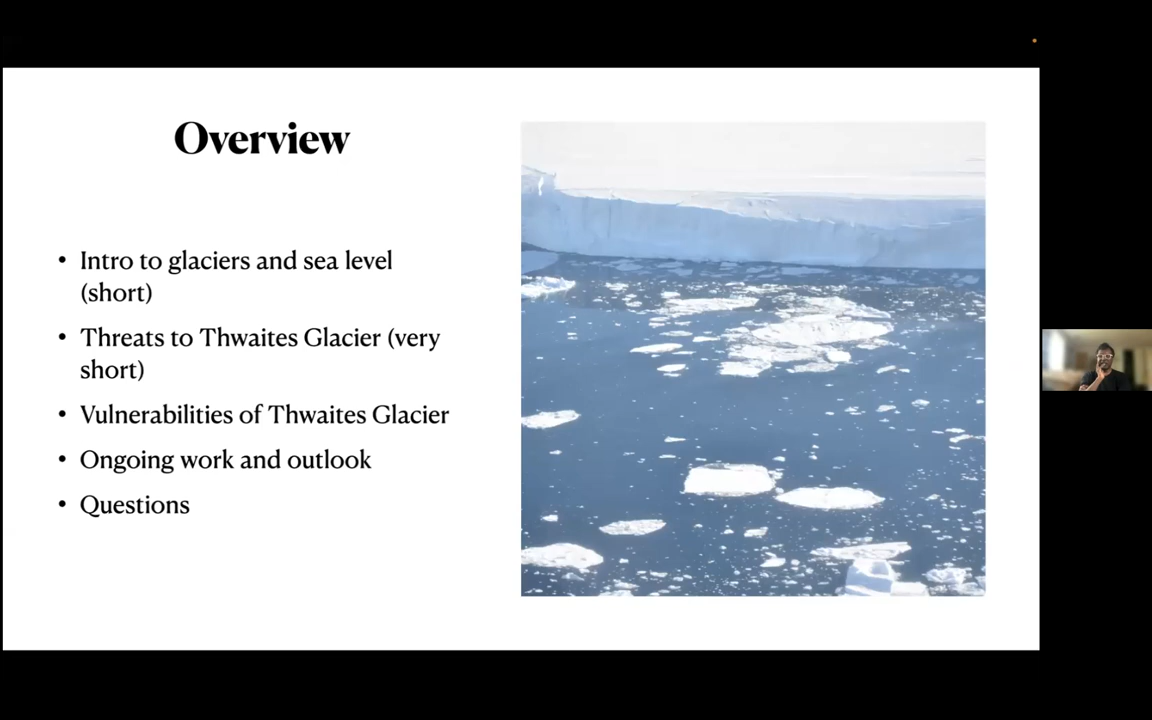 Overview
• Intro to glaciers and sea level
(short)
• Threats to Thwaites Glacier (very
short)
• Vulnerabilities of Thwaites Glacier
• Ongoing work and outlook
• Questions